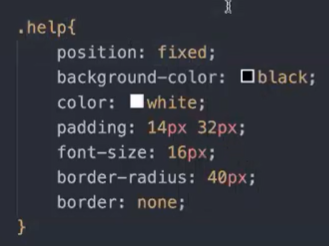 .help{
    position: fixed;
    background-color: black;
    color: white;
    padding: 14px 32px;
    font-size: 16px;
    border-radius: 40px;
    border: none;
}